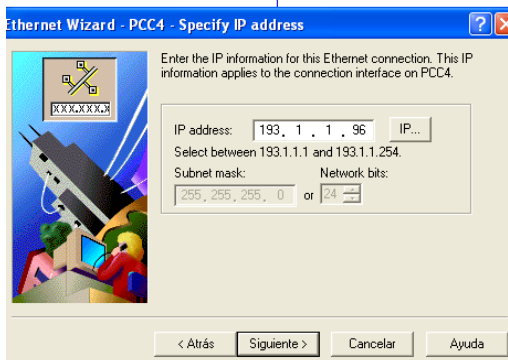 Ethernet Wizard - PCC4 - Specify IP address
Enter the IP information for this Ethernet connection. This IP
information applies to the connection interface on PCC4.
XXX.XXX.X
IP address: 193 . 1 . 1 . 96 IP...
Select between 193.1.1.1 and 193.1.1.254.
Subnet mask: Network bits:
255 . 255 . 255 . 0 or 24
< Atrás Siguiente > Cancelar Ayuda